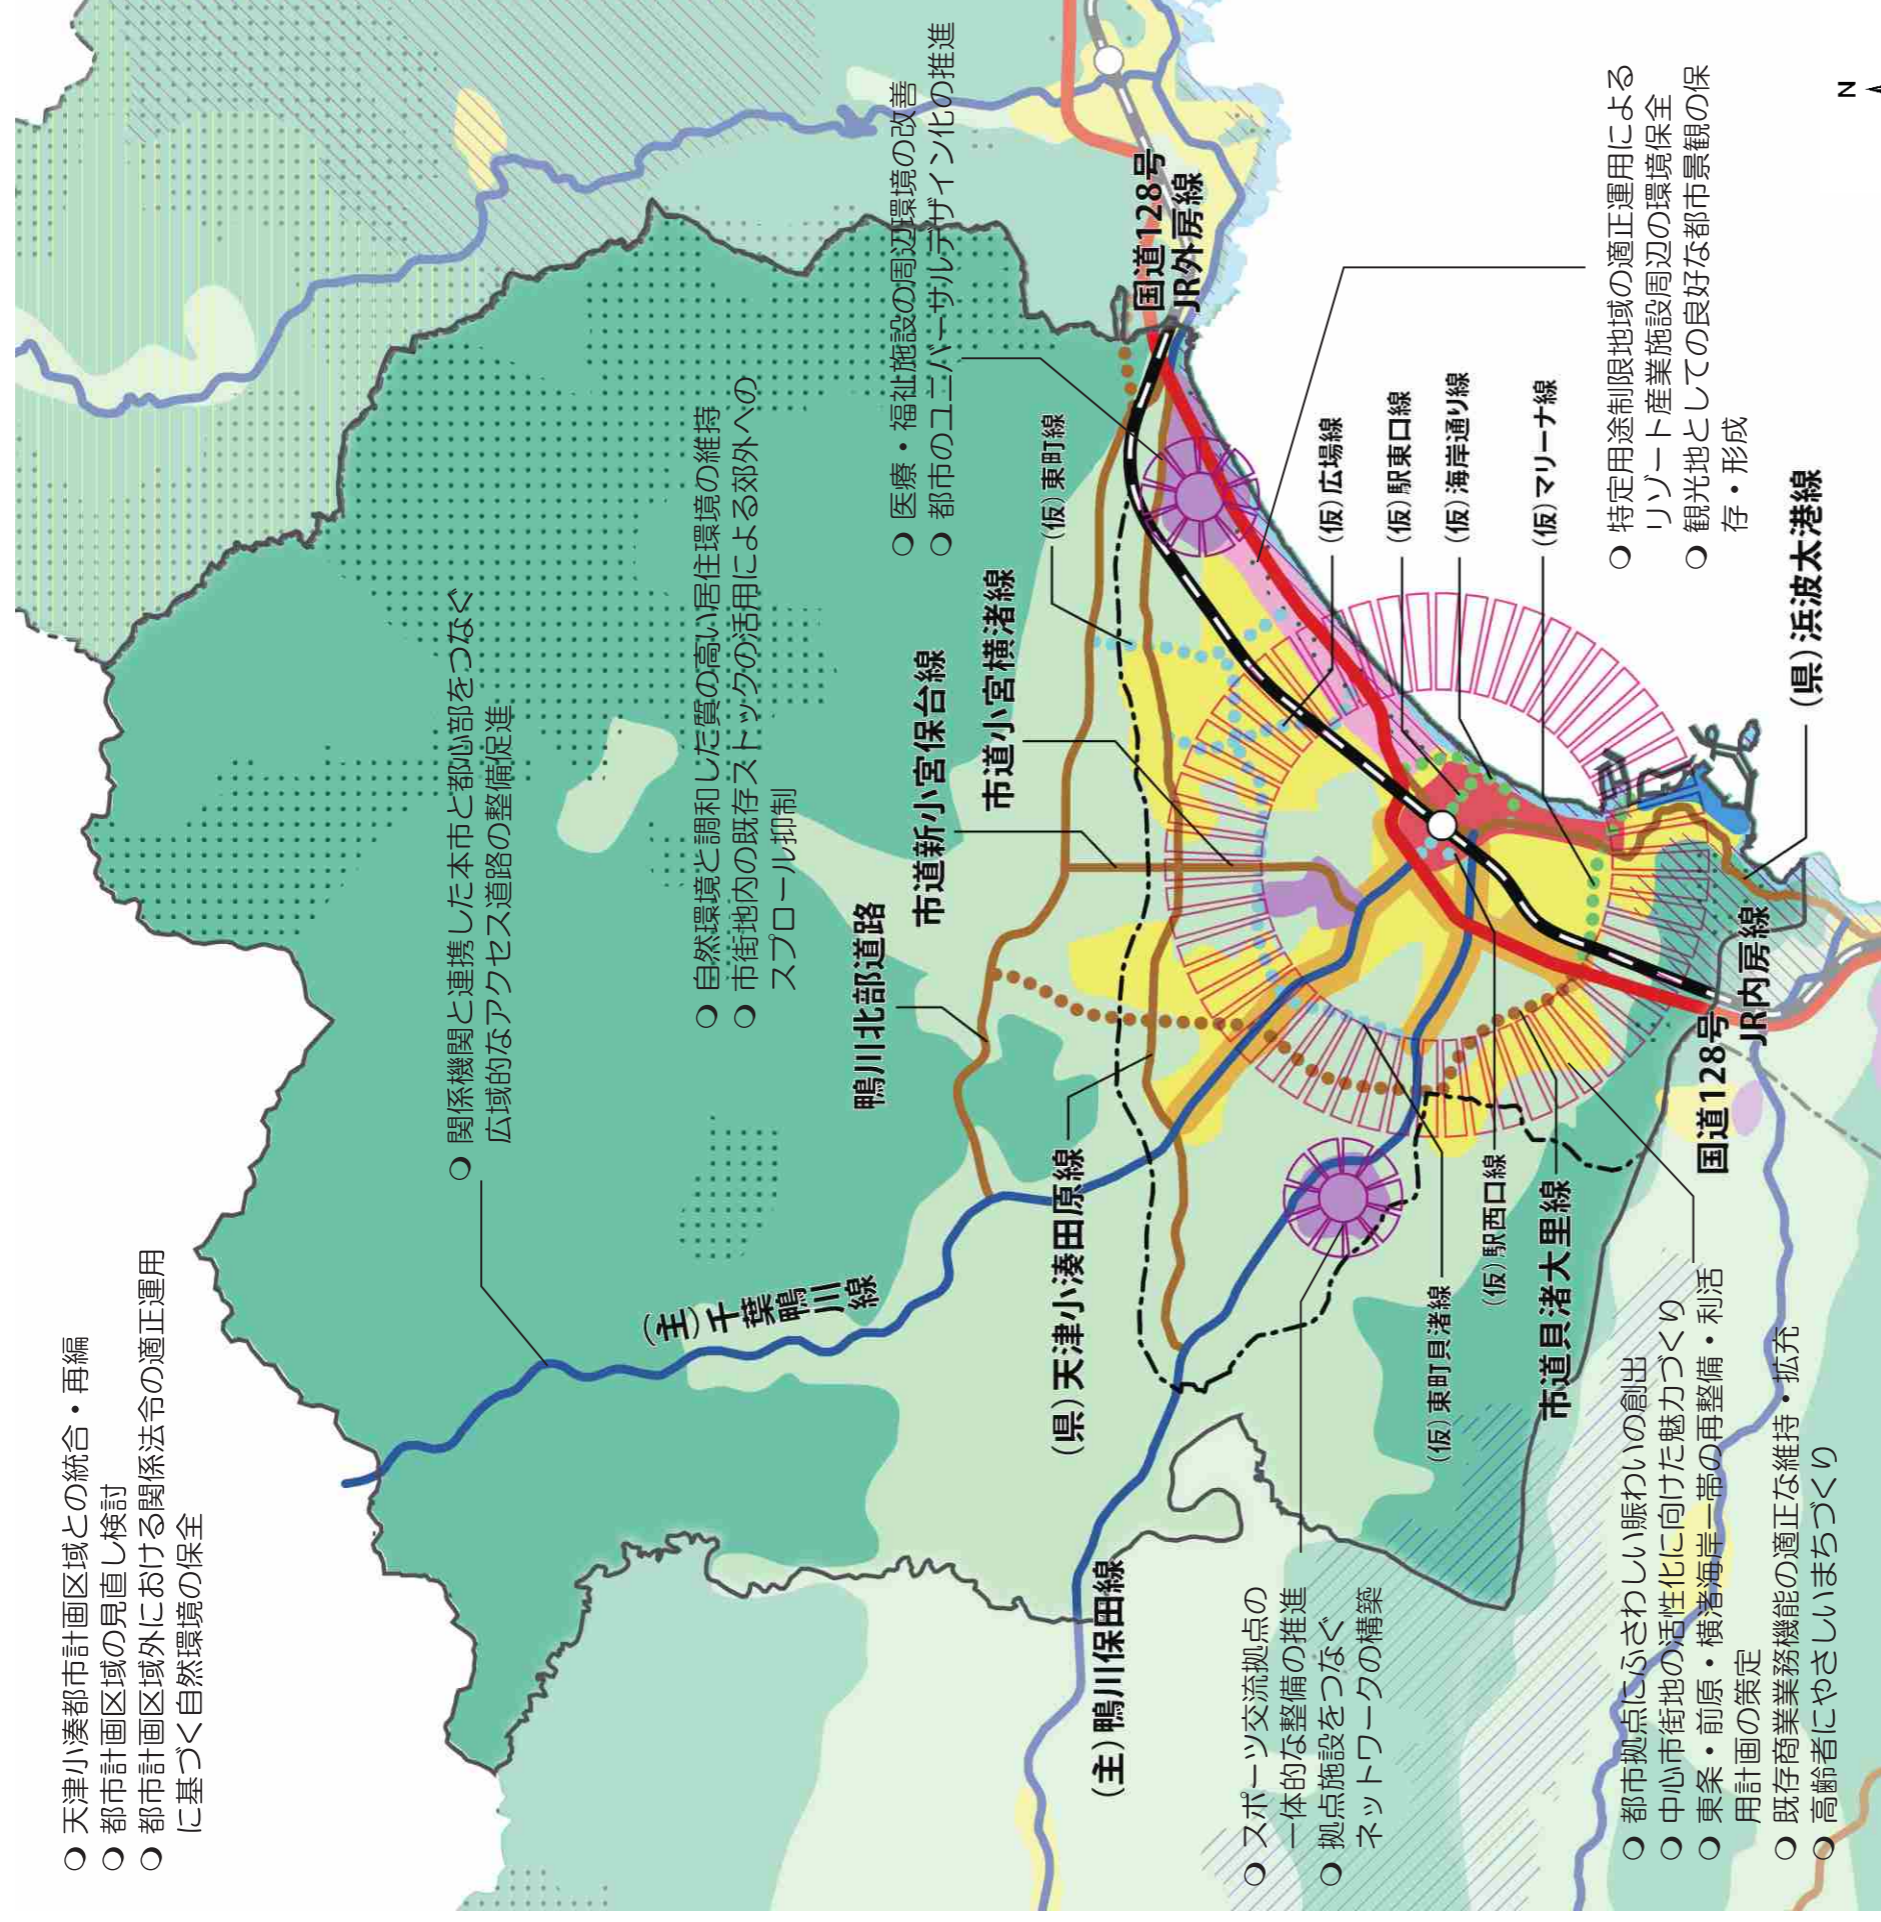 ○ 天津小湊都市計画区域との統合・再編
○ 都市計画区域の見直し検討
○ 都市計画区域外における関係法令の適正運用
に基づく自然環境の保全
○ 関係機関と連携した本市と都心部をつなぐ
広域的なアクセス道路の整備促進
○ 自然環境と調和した質の高い居住環境の維持
○ 市街地内の既存ストックの活用による郊外への
スプロール抑制
○ 医療・福祉施設の周辺環境の改善
○ 都市のユニバーサルデザイン化の推進
(主)千葉鴨川線
鴨川北部道路
市道新小宮保台線
市道小宮横渚線
(仮)東町線
国道128号
JR外房線
(県)天津小湊田原線
(主)鴨川保田線
(仮)広場線
(仮)駅東口線
(仮)海岸通り線
(仮)マリーナ線
(仮)東町貝渚線
(仮)駅西口線
市道貝渚大里線
国道128号
JR内房線
(県)浜波太港線
○ スポーツ交流拠点の
一体的な整備の推進
○ 拠点施設をつなぐ
ネットワークの構築
○ 都市拠点にふさわしい賑わいの創出
○ 中心市街地の活性化に向けた魅力づくり
○ 東条・前原・横渚海岸一帯の再整備・利活
用計画の策定
○ 既存商業業務機能の適正な維持・拡充
○ 高齢者にやさしいまちづくり
○ 特定用途制限地域の適正運用による
リゾート産業施設周辺の環境保全
○ 観光地としての良好な都市景観の保
存・形成
N